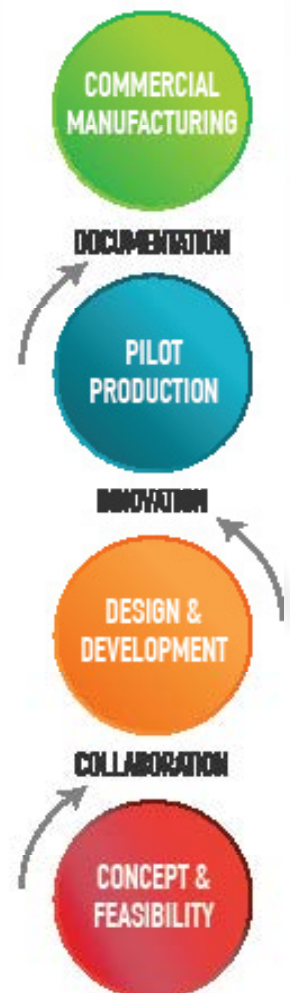 COMMERCIAL
MANUFACTURING
DOCUMENTATION
PILOT
PRODUCTION
INNOVATION
DESIGN &
DEVELOPMENT
COLLABORATION
CONCEPT &
FEASIBILITY